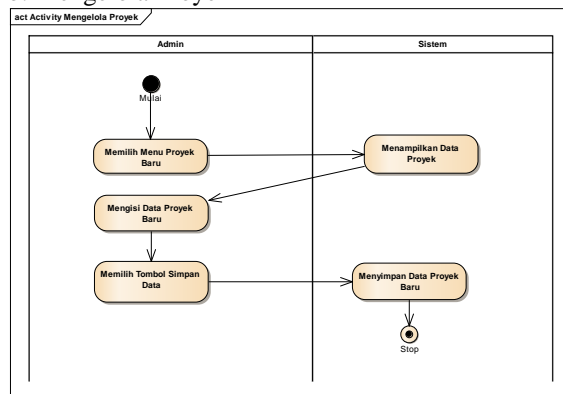 act Activity Mengelola Proyek
Admin
Sistem
Mulai
Memilih Menu Proyek
Baru
Menampilkan Data
Proyek
Mengisi Data Proyek
Baru
Memilih Tombol Simpan
Data
Menyimpan Data Proyek
Baru
Stop